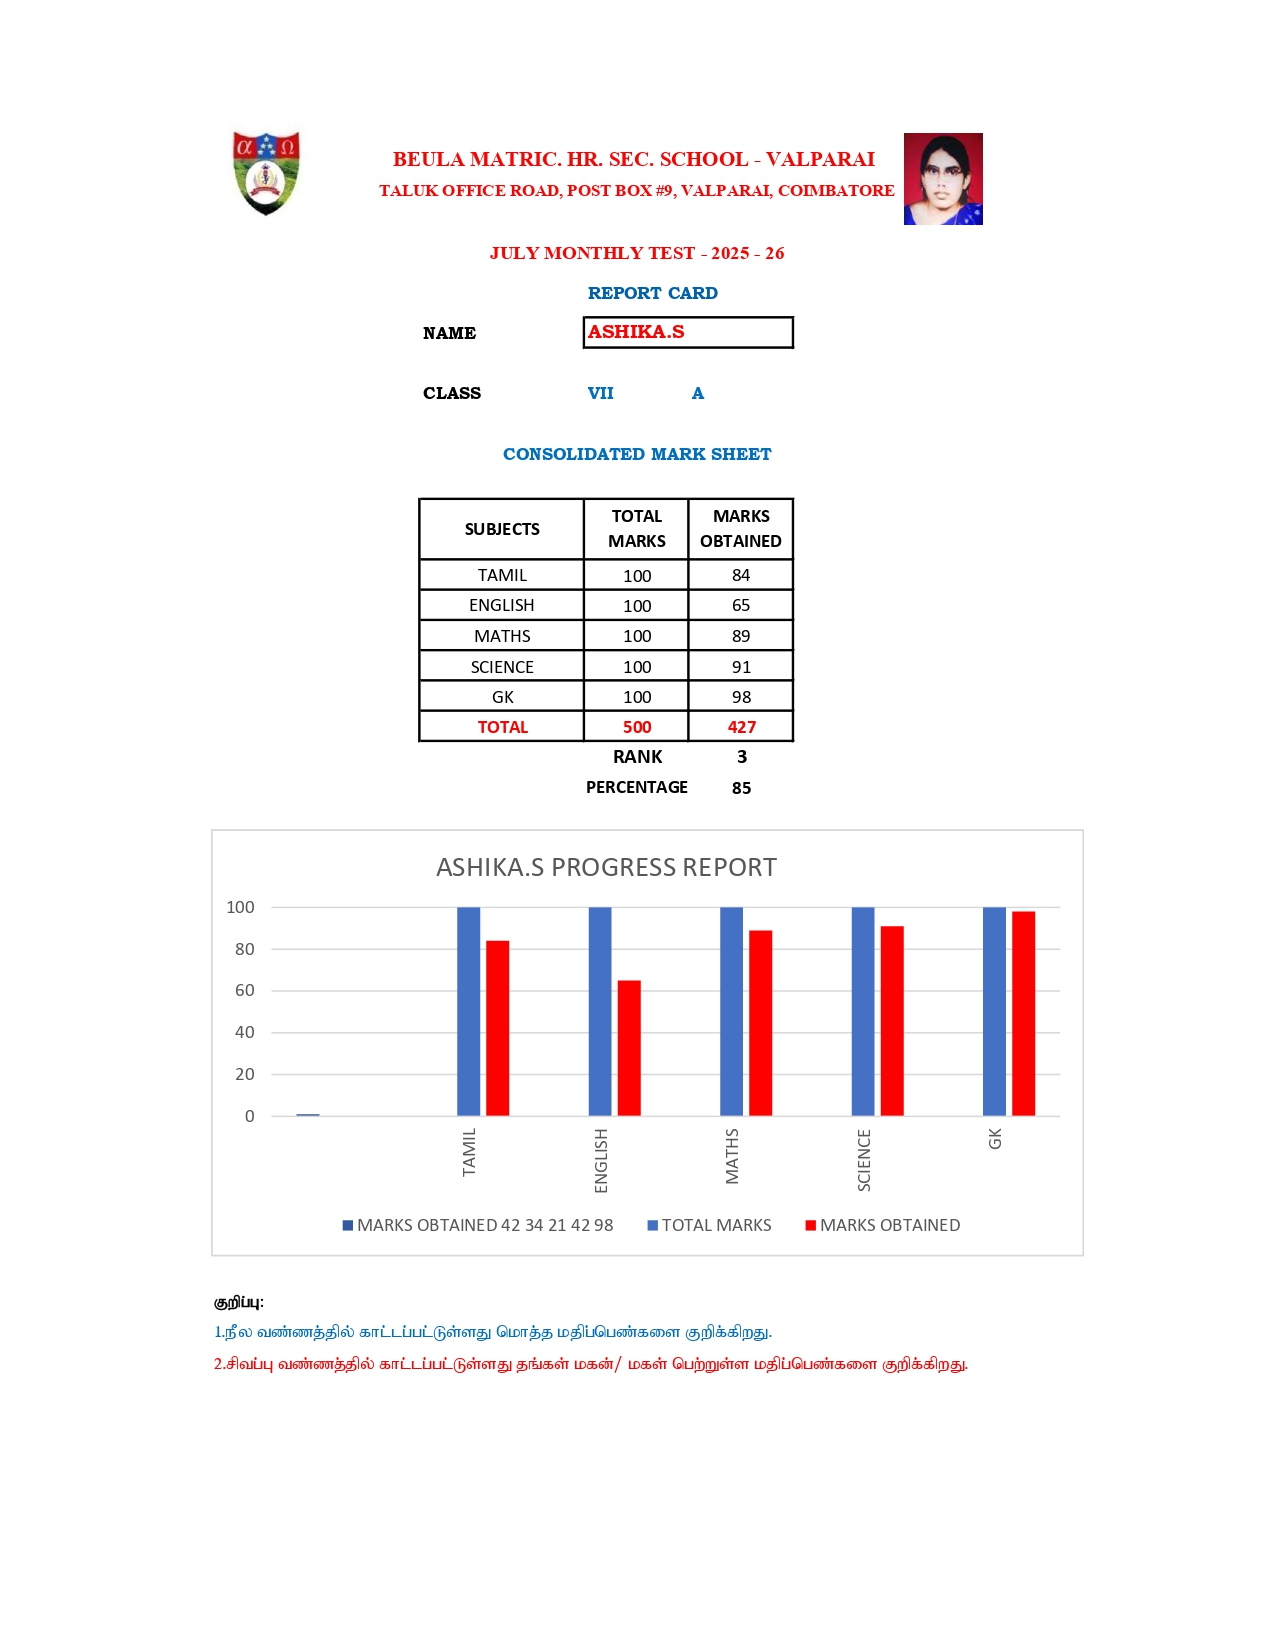 α Ω
BEULA MATRIC. HR. SEC. SCHOOL - VALPARAI
TALUK OFFICE ROAD, POST BOX #9, VALPARAI, COIMBATORE
JULY MONTHLY TEST - 2025 - 26
REPORT CARD
NAME ASHIKA.S
CLASS VII A
CONSOLIDATED MARK SHEET
SUBJECTS TOTAL MARKS MARKS OBTAINED
TAMIL 100 84
ENGLISH 100 65
MATHS 100 89
SCIENCE 100 91
GK 100 98
TOTAL 500 427
RANK 3
PERCENTAGE 85
ASHIKA.S PROGRESS REPORT
100
80
60
40
20
0
TAMIL ENGLISH MATHS SCIENCE GK
MARKS OBTAINED 42 34 21 42 98 TOTAL MARKS MARKS OBTAINED
குறிப்பு:
1.நீல வண்ணத்தில் காட்டப்பட்டுள்ளது மொத்த மதிப்பெண்களை குறிக்கிறது.
2.சிவப்பு வண்ணத்தில் காட்டப்பட்டுள்ளது தங்கள் மகன்/ மகள் பெற்றுள்ள மதிப்பெண்களை குறிக்கிறது.